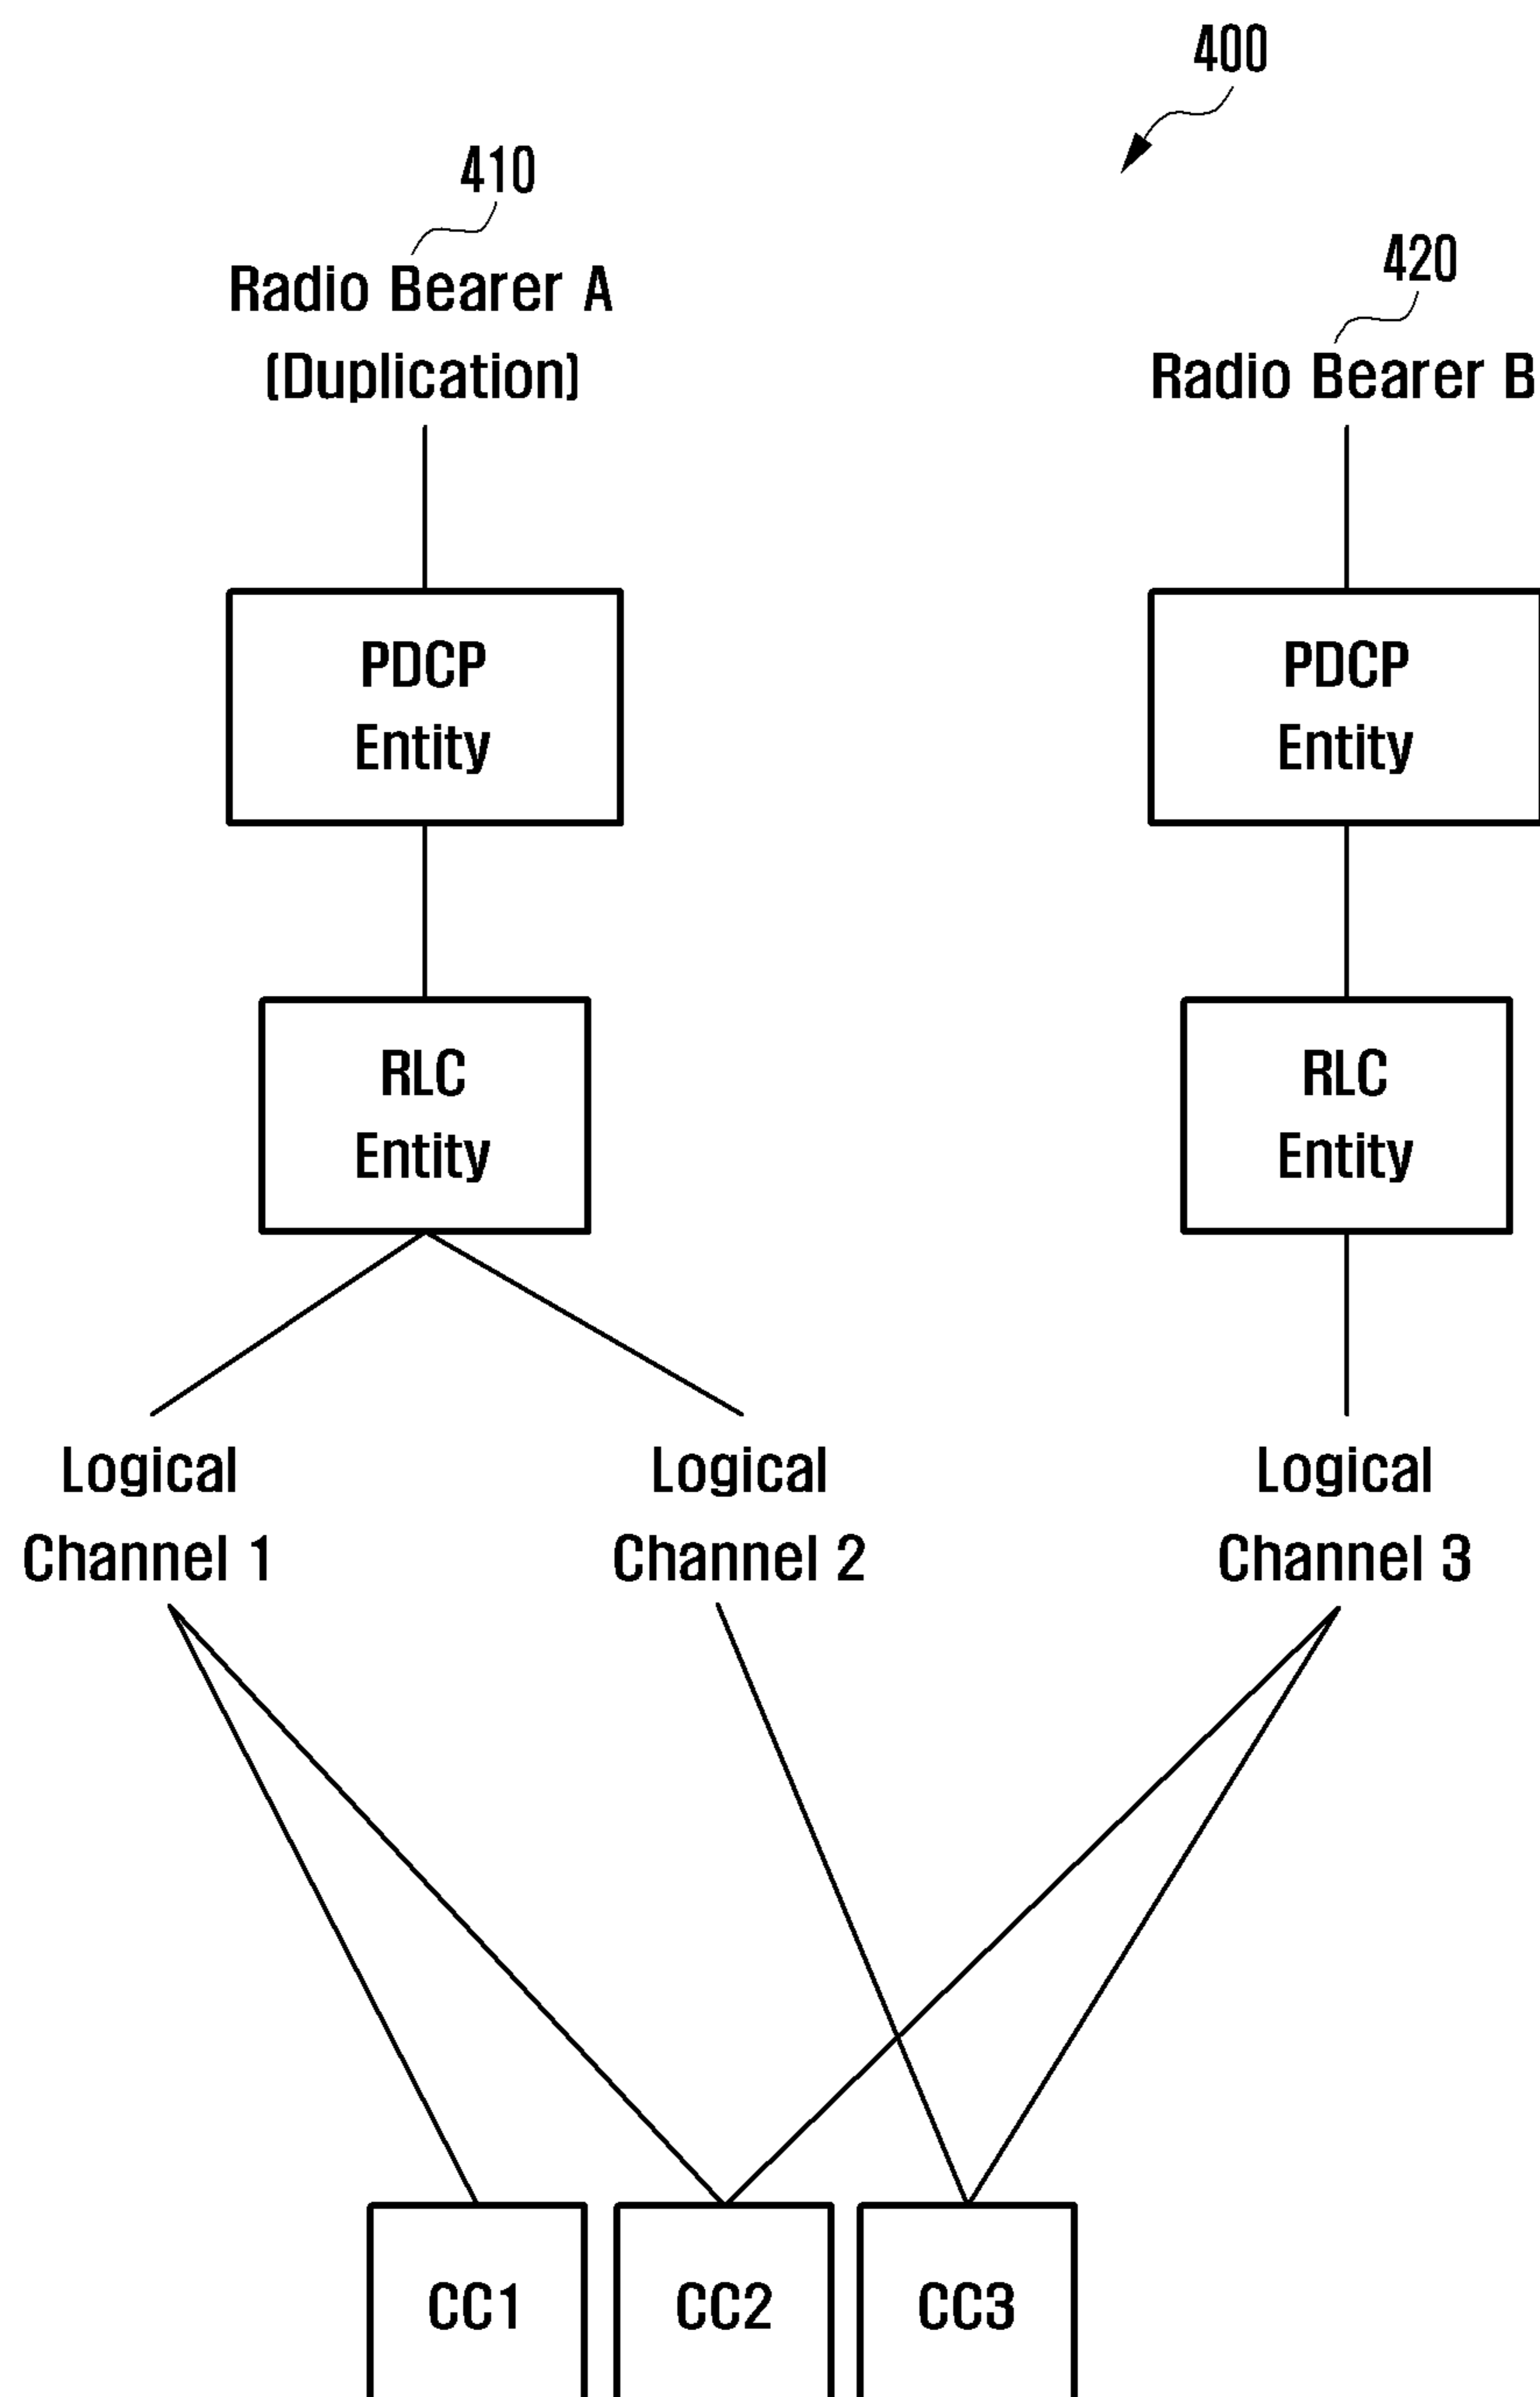 400
410
Radio Bearer A
(Duplication)
420
Radio Bearer B
PDCP
Entity
PDCP
Entity
RLC
Entity
RLC
Entity
Logical
Channel 1
Logical
Channel 2
Logical
Channel 3
CC1
CC2
CC3